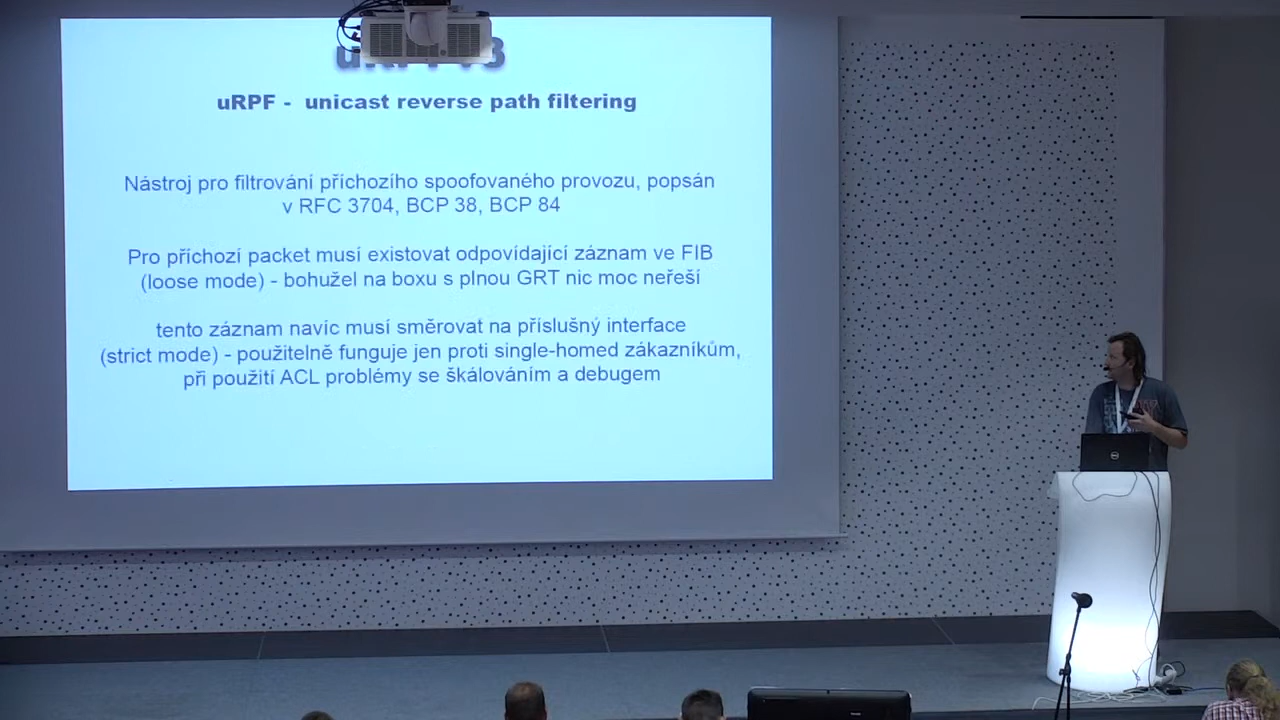 uRPF - unicast reverse path filtering
Nástroj pro filtrování příchozího spoofovaného provozu, popsán
v RFC 3704, BCP 38, BCP 84
Pro příchozí packet musí existovat odpovídající záznam ve FIB
(loose mode) - bohužel na boxu s plnou GRT nic moc neřeší
tento záznam navíc musí směrovat na příslušný interface
(strict mode) - použitelně funguje jen proti single-homed zákazníkům,
při použití ACL problémy se škálováním a debugem